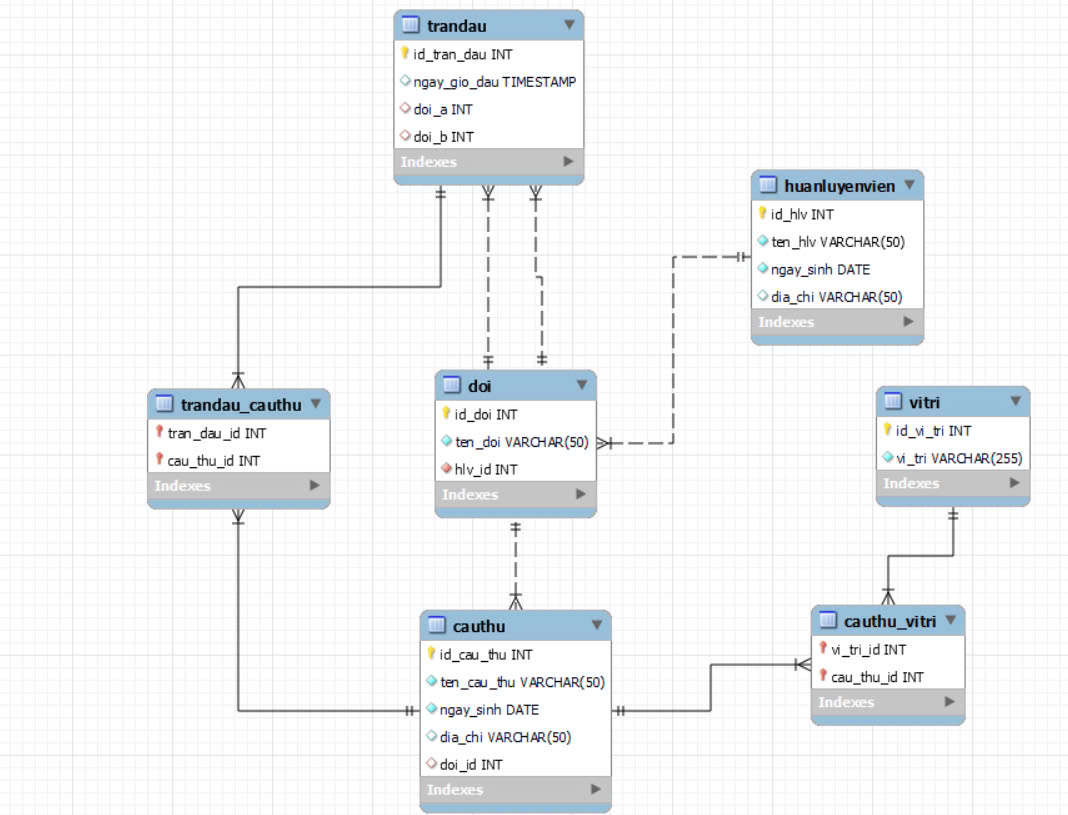 trandau
id_tran_dau INT
ngay_gio_dau TIMESTAMP
doi_a INT
doi_b INT
Indexes
huanluyenvien
id_hlv INT
ten_hlv VARCHAR(50)
ngay_sinh DATE
dia_chi VARCHAR(50)
Indexes
trandau_cauthu
tran_dau_id INT
cau_thu_id INT
Indexes
doi
id_doi INT
ten_doi VARCHAR(50)
hlv_id INT
Indexes
vitri
id_vi_tri INT
vi_tri VARCHAR(255)
Indexes
cauthu
id_cau_thu INT
ten_cau_thu VARCHAR(50)
ngay_sinh DATE
dia_chi VARCHAR(50)
doi_id INT
Indexes
cauthu_vitri
vi_tri_id INT
cau_thu_id INT
Indexes